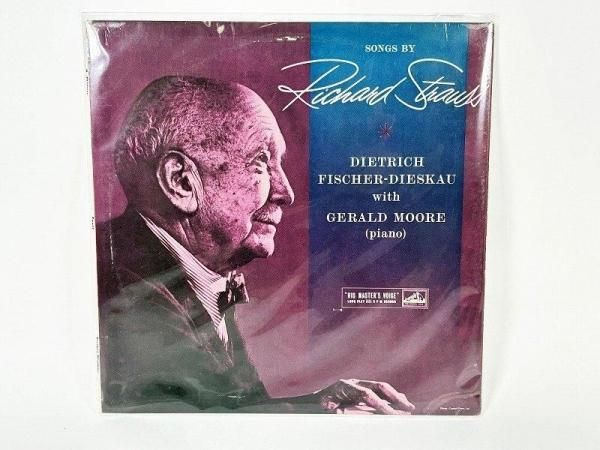 SONGS BY
Richard Strauss
DIETRICH
FISCHER-DIESKAU
with
GERALD MOORE
(piano)
"HIS MASTER'S VOICE"